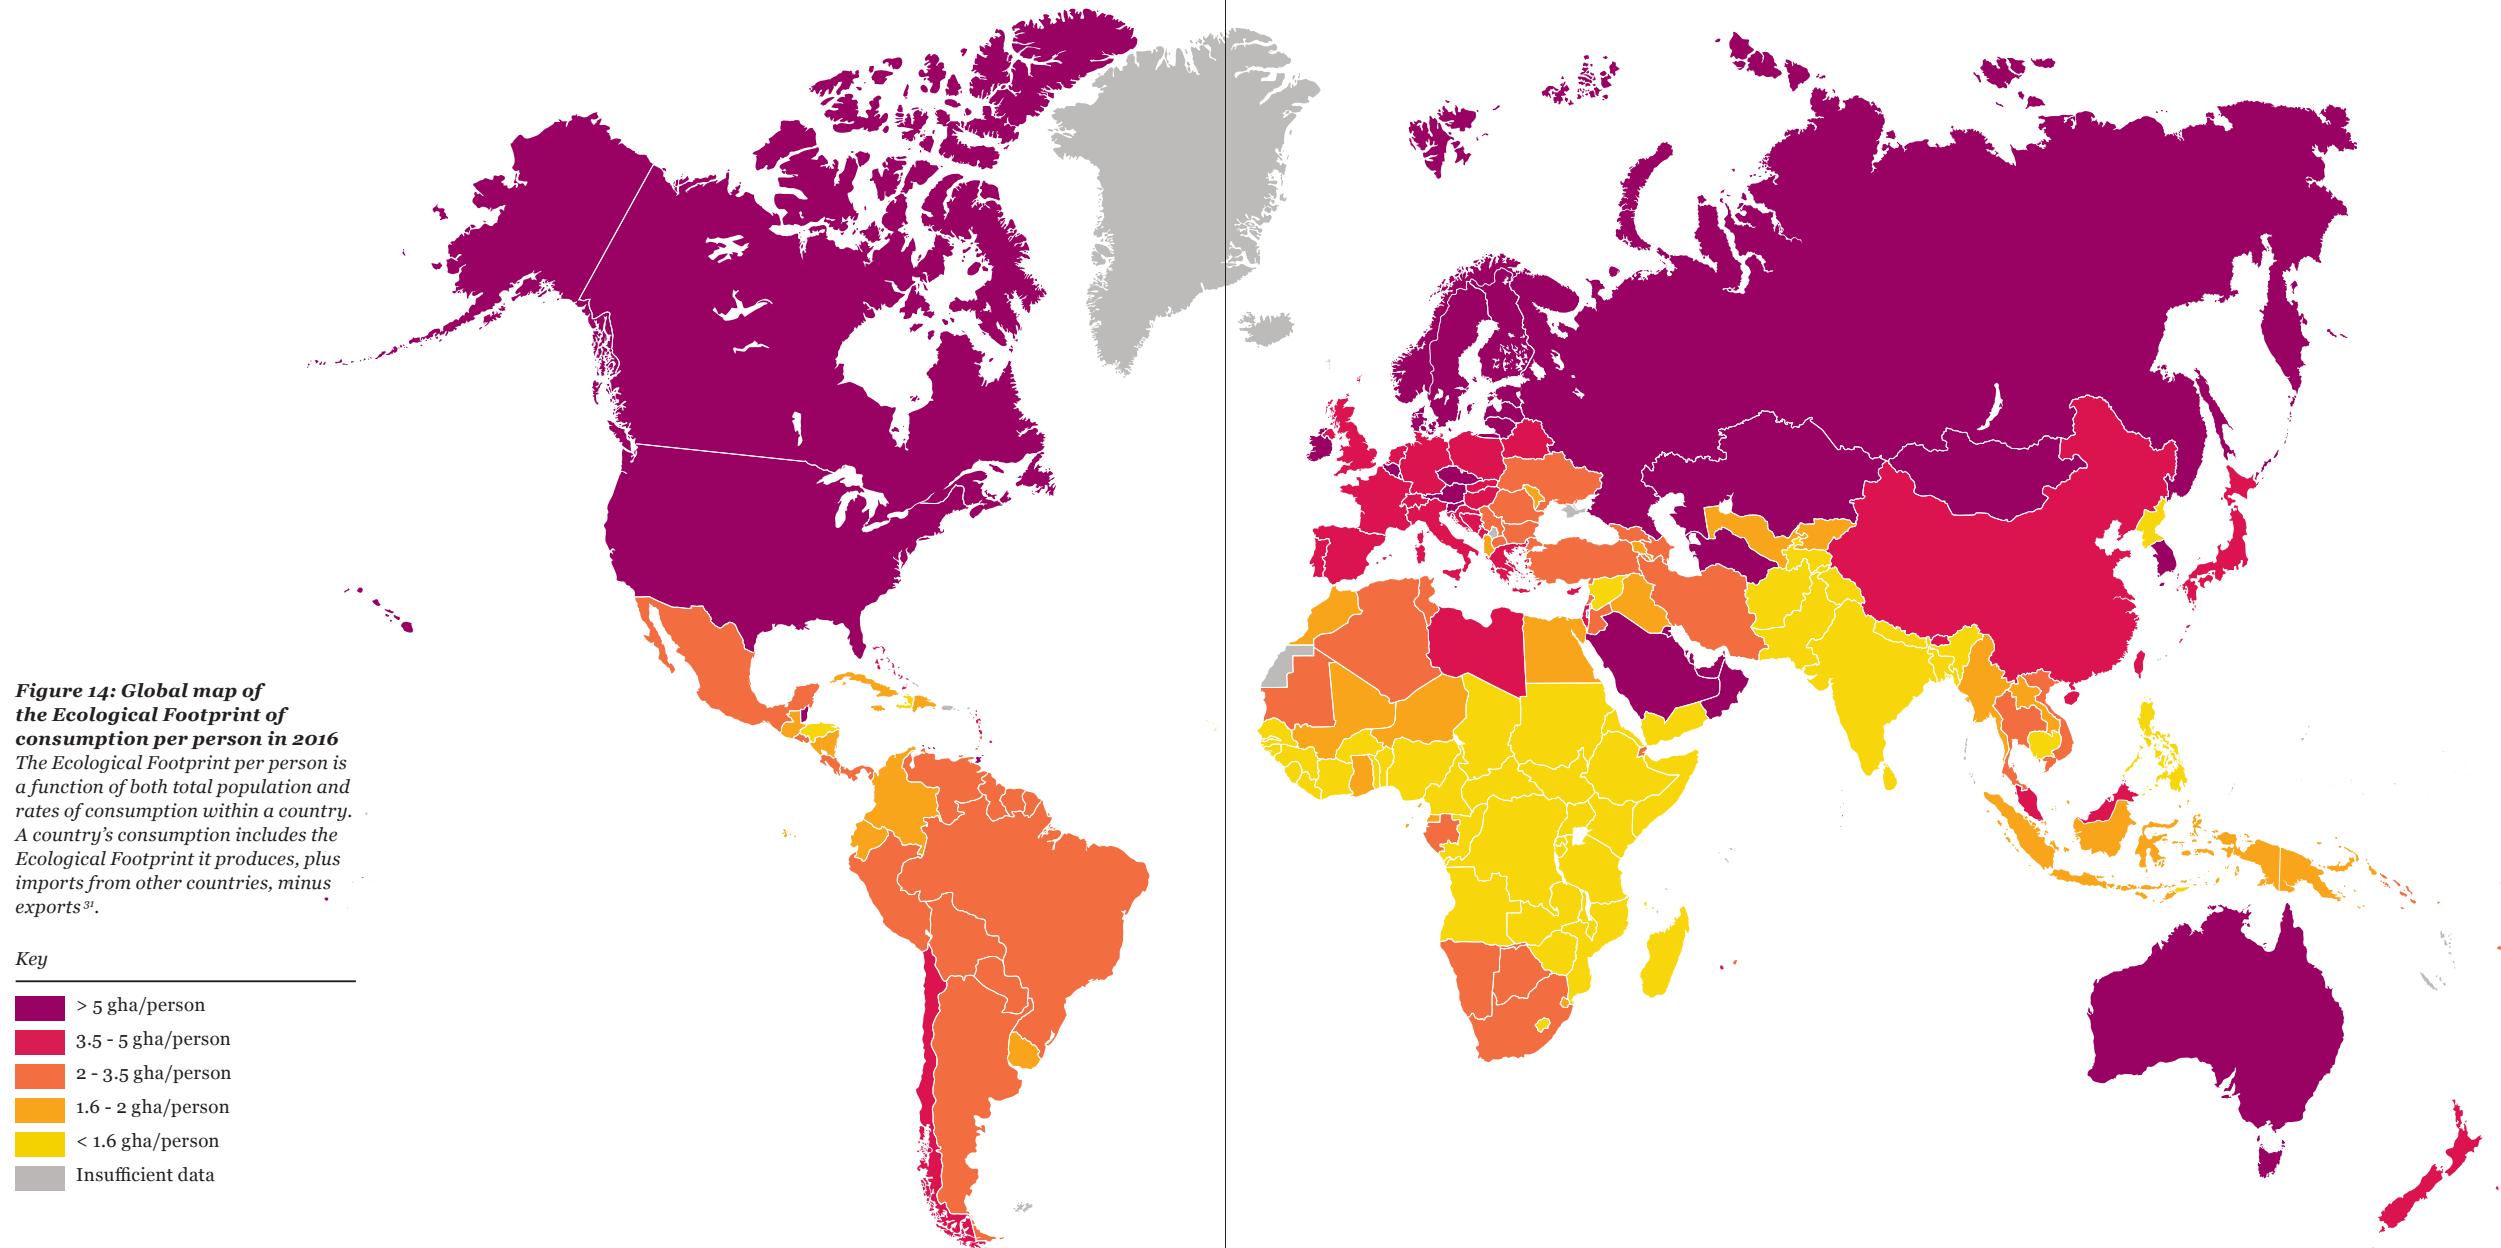 Figure 14: Global map of
the Ecological Footprint of
consumption per person in 2016
The Ecological Footprint per person is
a function of both total population and
rates of consumption within a country.
A country's consumption includes the
Ecological Footprint it produces, plus
imports from other countries, minus
exports³¹.
Key
> 5 gha/person
3.5 - 5 gha/person
2 - 3.5 gha/person
1.6 - 2 gha/person
< 1.6 gha/person
Insufficient data